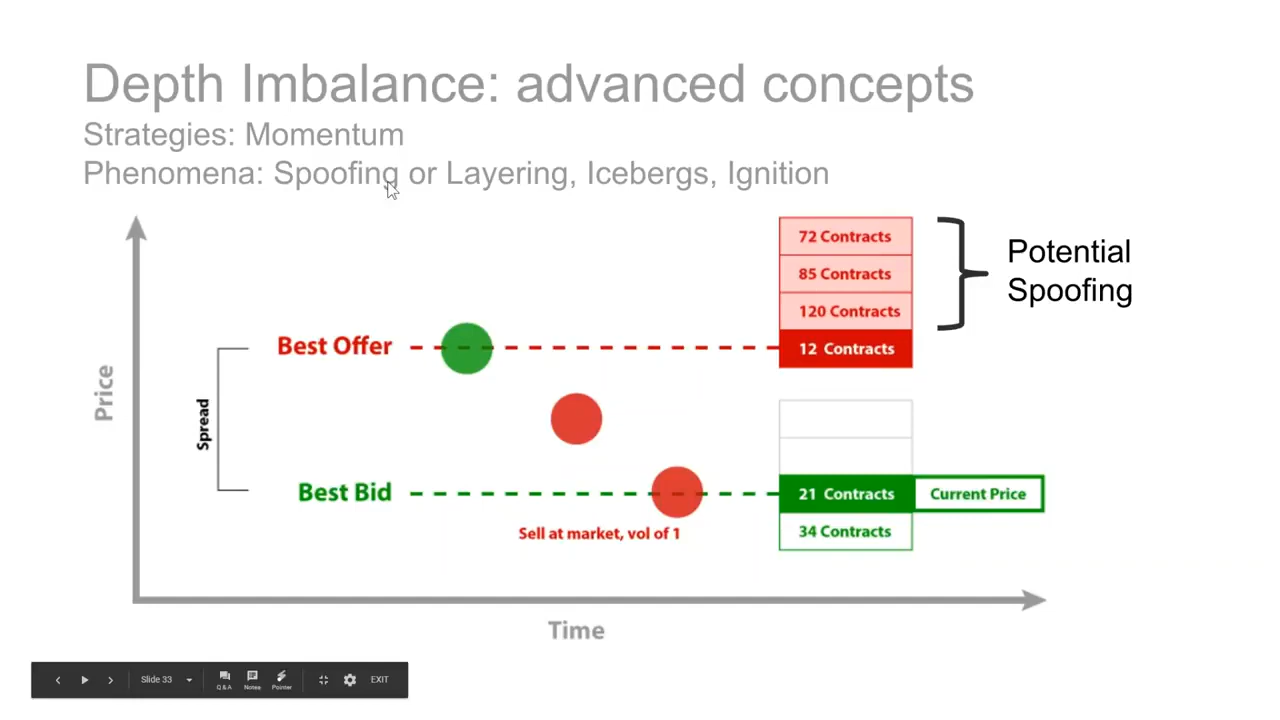 Depth Imbalance: advanced concepts
Strategies: Momentum
Phenomena: Spoofing or Layering, Icebergs, Ignition
72 Contracts
85 Contracts
120 Contracts
12 Contracts
Potential
Spoofing
Best Offer
Price
Spread
Best Bid
21 Contracts
Current Price
34 Contracts
Sell at market, vol of 1
Time
Slide 33
Q&A
Notes
Pointer
EXIT